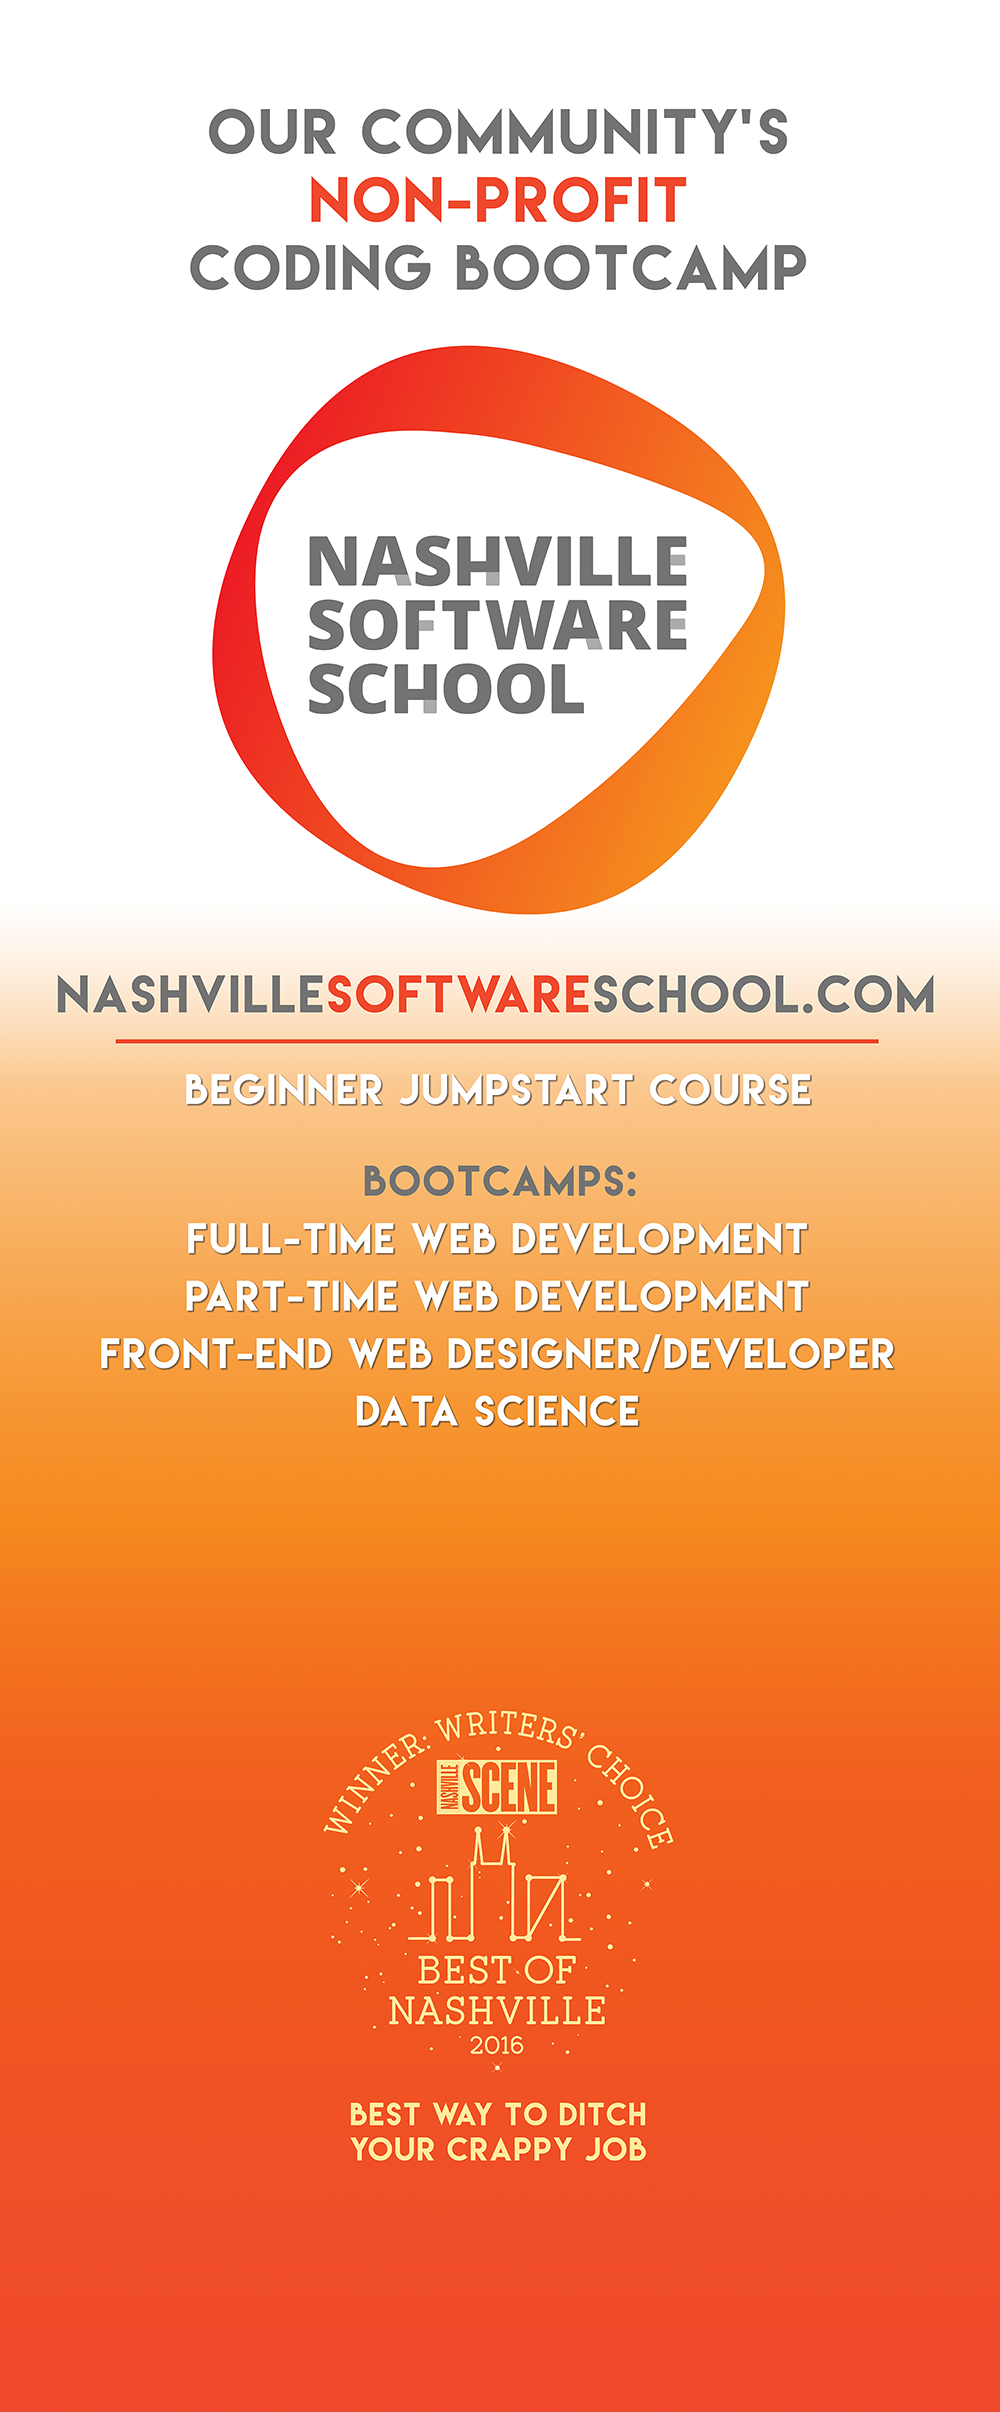 OUR COMMUNITY'S
NON-PROFIT
CODING BOOTCAMP
NASHVILLE
SOFTWARE
SCHOOL
NASHVILLESOFTWARESCHOOL.COM
BEGINNER JUMPSTART COURSE
BOOTCAMPS:
FULL-TIME WEB DEVELOPMENT
PART-TIME WEB DEVELOPMENT
FRONT-END WEB DESIGNER/DEVELOPER
DATA SCIENCE
WINNER: WRITERS' CHOICE
NASHVILLE SCENE
BEST OF
NASHVILLE
2016
BEST WAY TO DITCH
YOUR CRAPPY JOB